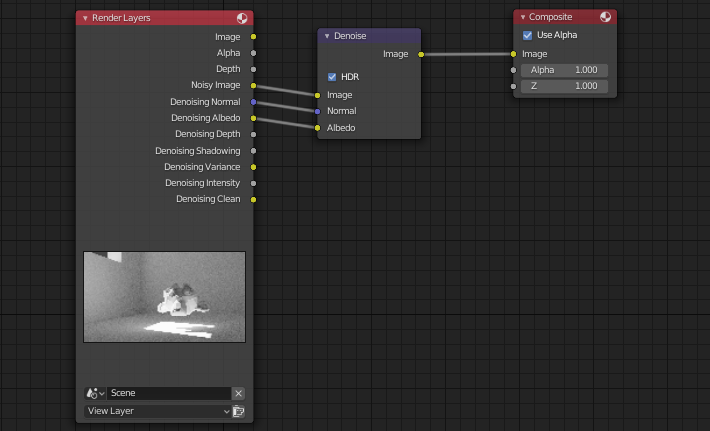 Render Layers
Image
Alpha
Depth
Noisy Image
Denoising Normal
Denoising Albedo
Denoising Depth
Denoising Shadowing
Denoising Variance
Denoising Intensity
Denoising Clean
Scene
View Layer
Denoise
Image
HDR
Image
Normal
Albedo
Composite
Use Alpha
Image
Alpha 1.000
Z 1.000